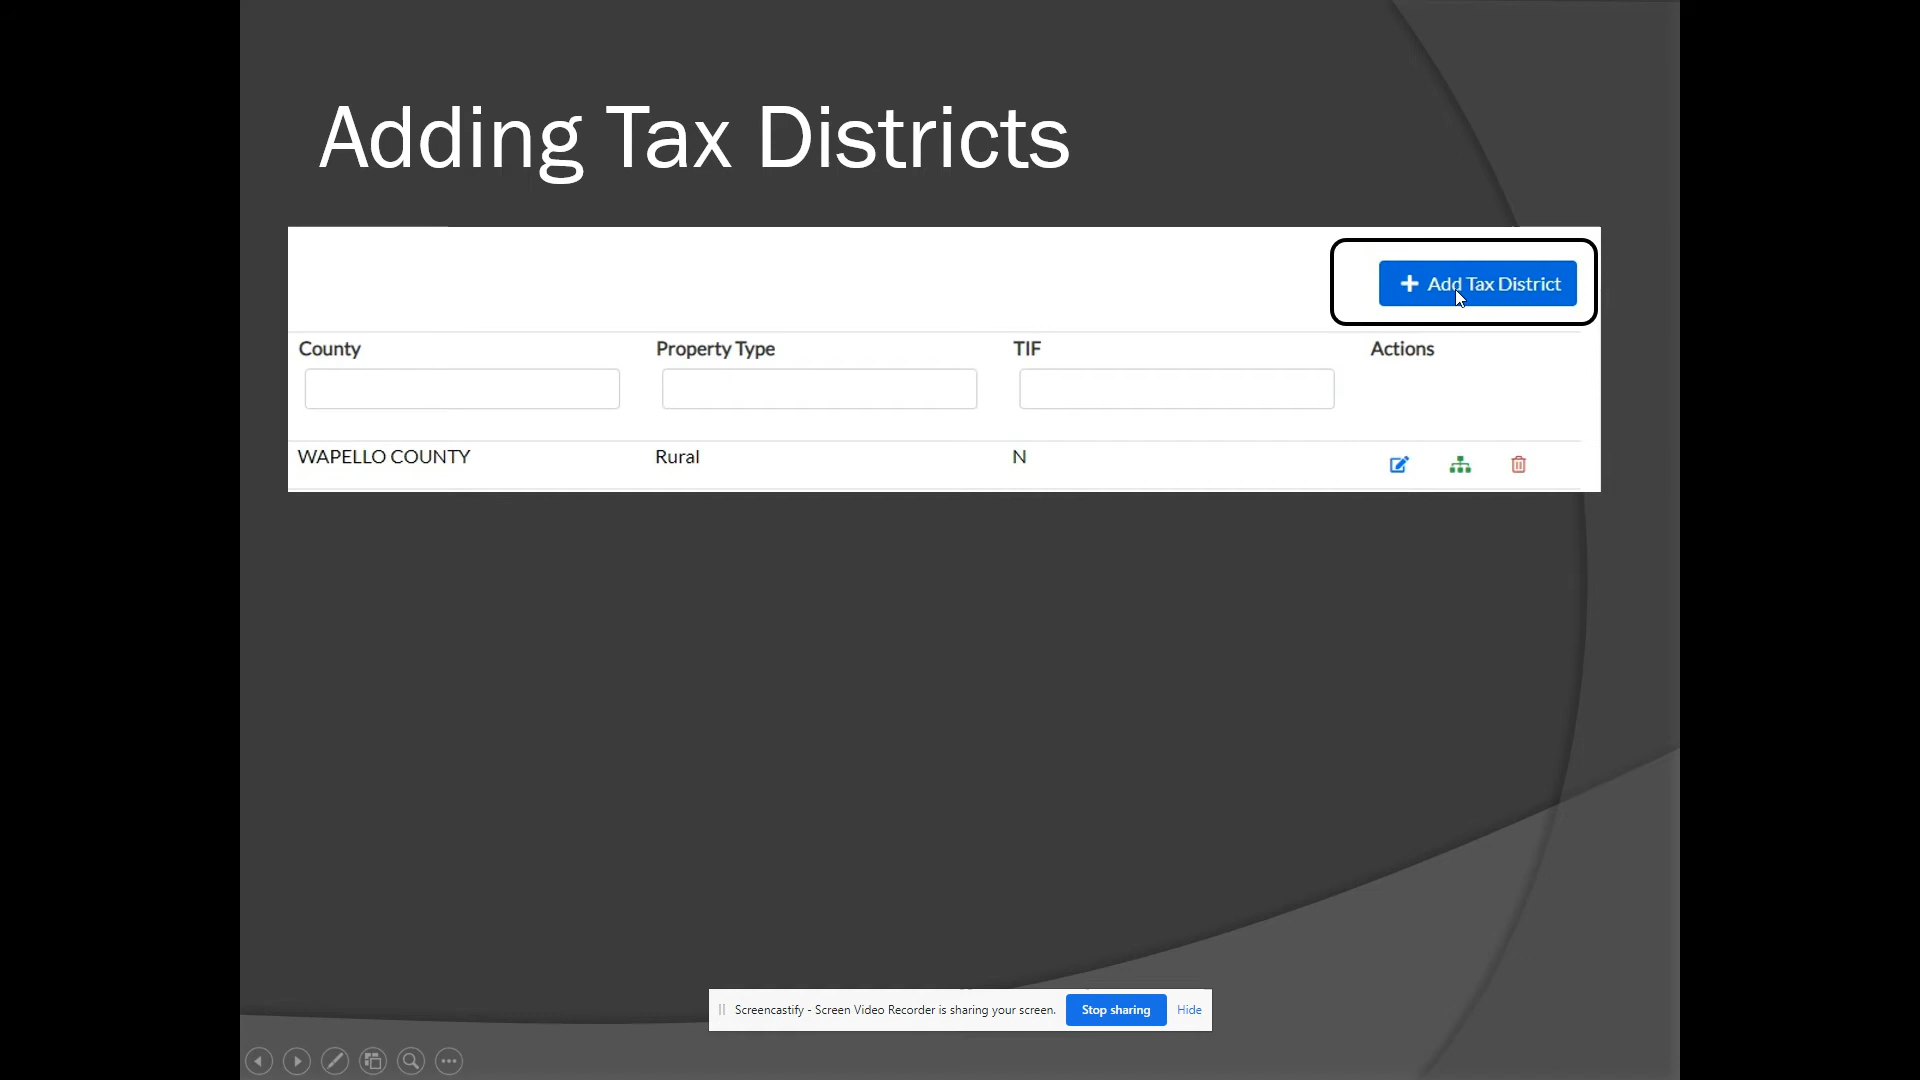 Adding Tax Districts
Add Tax District
County Property Type TIF Actions
WAPELLO COUNTY Rural N
Screencastify - Screen Video Recorder is sharing your screen. Stop sharing Hide